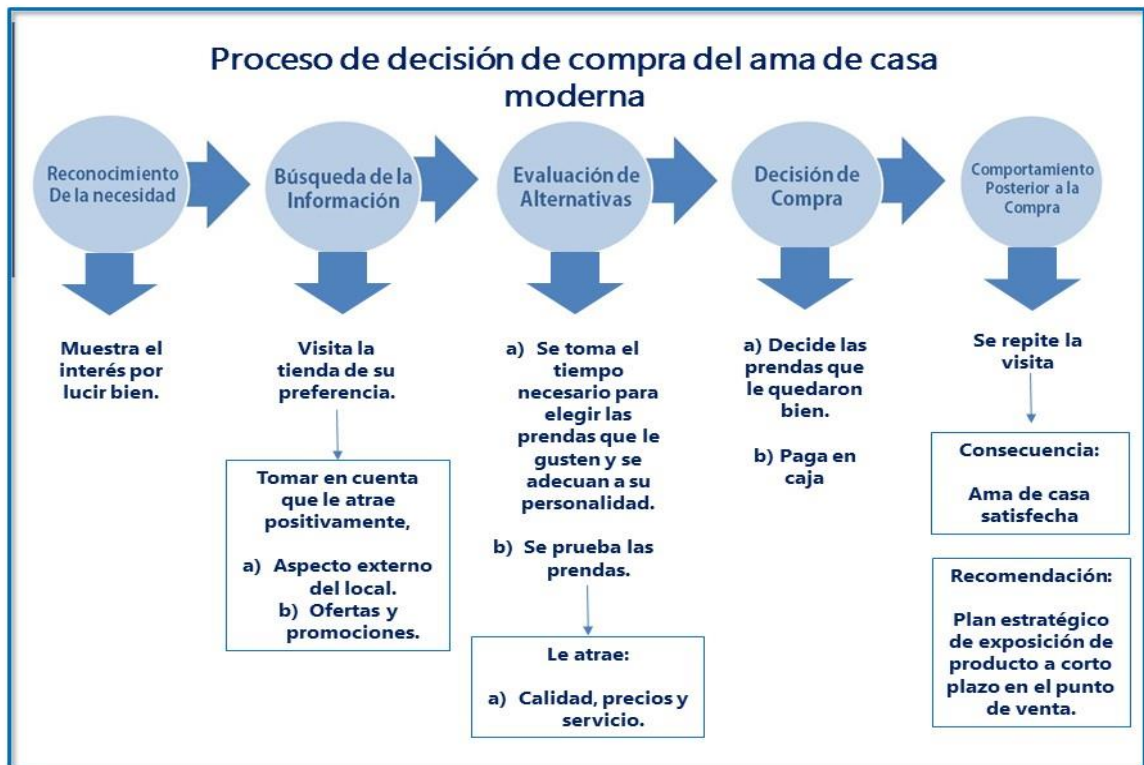 Proceso de decisión de compra del ama de casa
moderna
Reconocimiento
De la necesidad
Búsqueda de la
Información
Evaluación de
Alternativas
Decisión de
Compra
Comportamiento
Posterior a la
Compra
Muestra el
interés por
lucir bien.
Visita la
tienda de su
preferencia.
Tomar en cuenta
que le atrae
positivamente,
a) Aspecto externo
del local.
b) Ofertas y
promociones.
a) Se toma el
tiempo
necesario para
elegir las
prendas que le
gusten y se
adecuan a su
personalidad.
b) Se prueba las
prendas.
Le atrae:
a) Calidad, precios y
servicio.
a) Decide las
prendas que
le quedaron
bien.
b) Paga en
caja
Se repite la
visita
Consecuencia:
Ama de casa
satisfecha
Recomendación:
Plan estratégico
de exposición de
producto a corto
plazo en el punto
de venta.